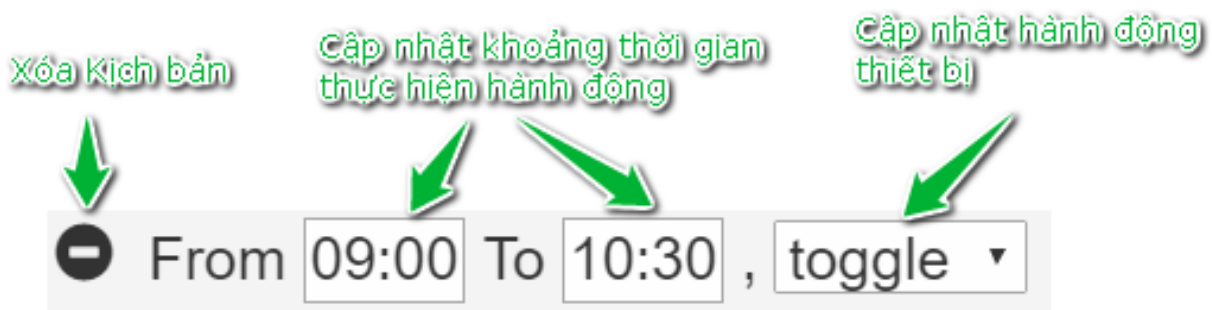 Xóa Kịch bản
Cập nhật khoảng thời gian
thực hiện hành động
Cập nhật hành động
thiết bị
From 09:00 To 10:30 , toggle